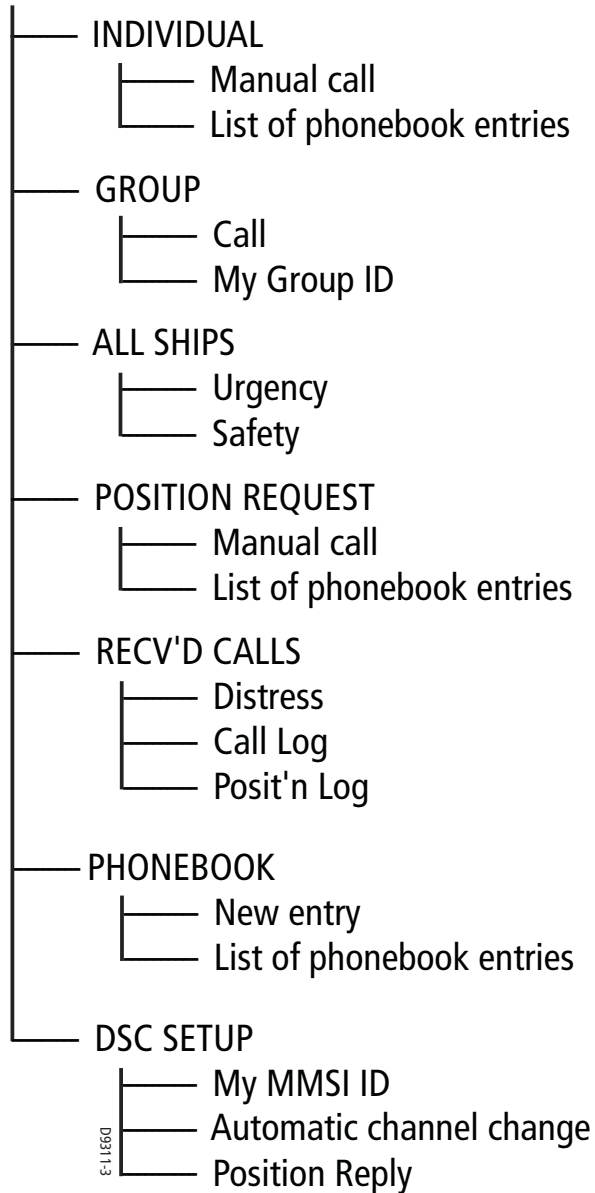 INDIVIDUAL
Manual call
List of phonebook entries
GROUP
Call
My Group ID
ALL SHIPS
Urgency
Safety
POSITION REQUEST
Manual call
List of phonebook entries
RECV'D CALLS
Distress
Call Log
Posit'n Log
PHONEBOOK
New entry
List of phonebook entries
DSC SETUP
My MMSI ID
Automatic channel change
Position Reply
D9311-3